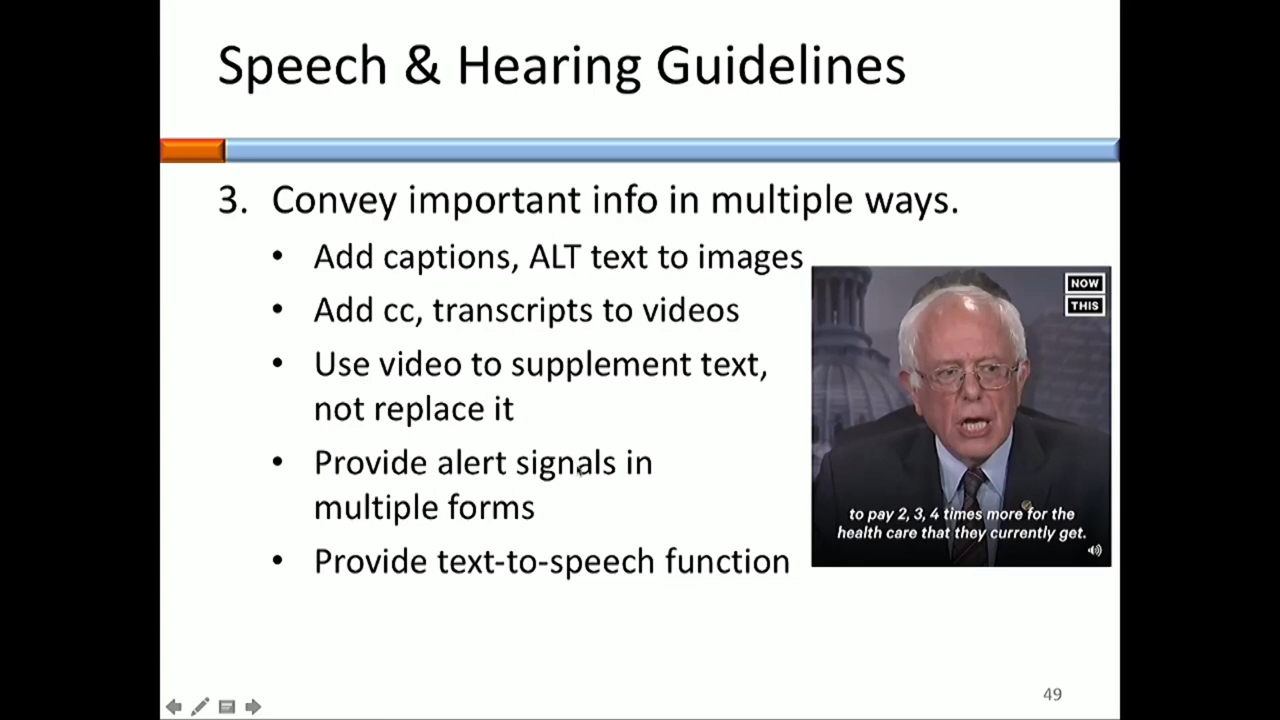 Speech & Hearing Guidelines
3. Convey important info in multiple ways.
• Add captions, ALT text to images
• Add cc, transcripts to videos
• Use video to supplement text,
not replace it
• Provide alert signals in
multiple forms
• Provide text-to-speech function
NOW
THIS
to pay 2, 3, 4 times more for the
health care that they currently get.
49